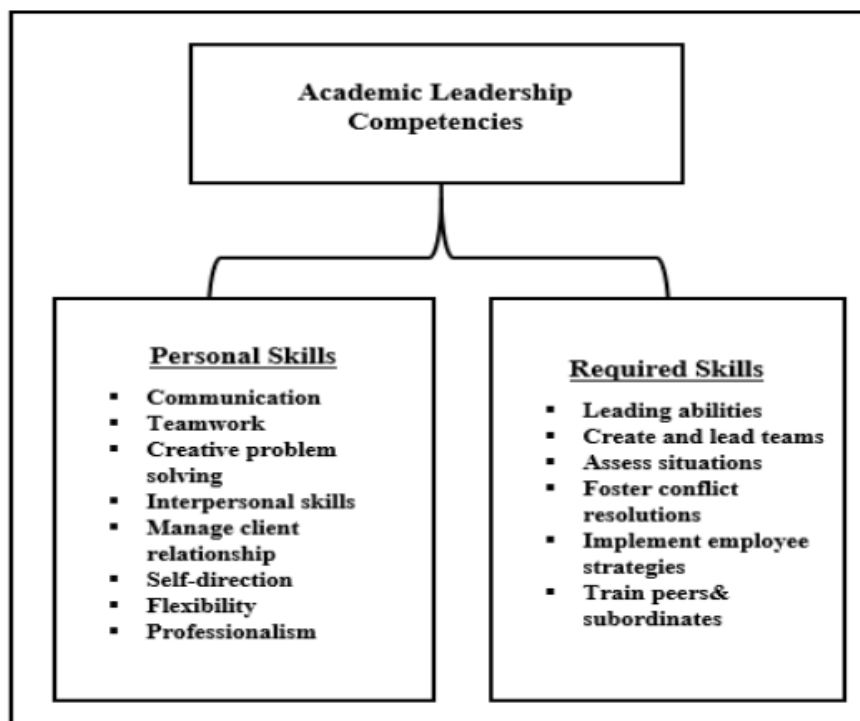 Academic Leadership
Competencies
Personal Skills
▪ Communication
▪ Teamwork
▪ Creative problem
solving
▪ Interpersonal skills
▪ Manage client
relationship
▪ Self-direction
▪ Flexibility
▪ Professionalism
Required Skills
▪ Leading abilities
▪ Create and lead teams
▪ Assess situations
▪ Foster conflict
resolutions
▪ Implement employee
strategies
▪ Train peers&
subordinates